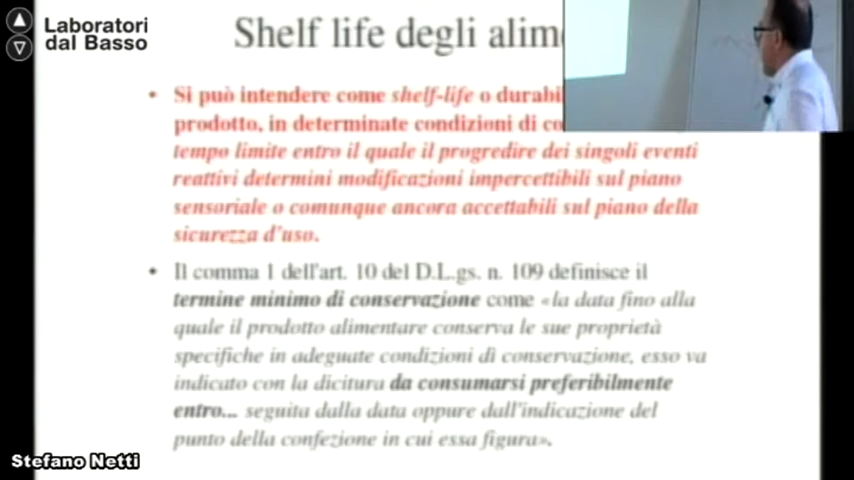 Laboratori
dal Basso
Shelf life degli alim
• Si può intendere come shelf-life o durabi
prodotto, in determinate condizioni di co
tempo limite entro il quale il progredire dei singoli eventi
reattivi determini modificazioni impercettibili sul piano
sensoriale o comunque ancora accettabili sul piano della
sicurezza d'uso.
• Il comma 1 dell'art. 10 del D.L.gs. n. 109 definisce il
termine minimo di conservazione come «la data fino alla
quale il prodotto alimentare conserva le sue proprietà
specifiche in adeguate condizioni di conservazione, esso va
indicato con la dicitura da consumarsi preferibilmente
entro... seguita dalla data oppure dall'indicazione del
punto della confezione in cui essa figura».
Stefano Netti